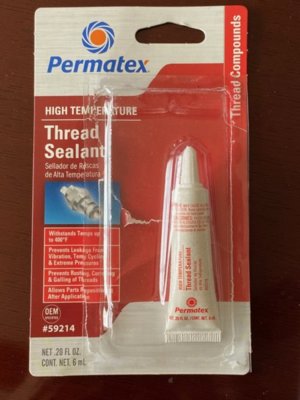 Permatex
Thread Compounds
HIGH TEMPERATURE
Thread
Sealant
Sellador de Roscas
de Alta Temperatura
Withstands Temps up
to 400°F
Prevents Leakage From
Vibration, Temp Cycling
& Extreme Pressures
Prevents Rusting, Corroding
& Galling of Threads
Allows Parts Repositioning
After Application
OEM
#59214
NET .20 FL. OZ.
CONT. NET. 6 mL
HIGH TEMPERATURE
Thread Sealant
Permatex